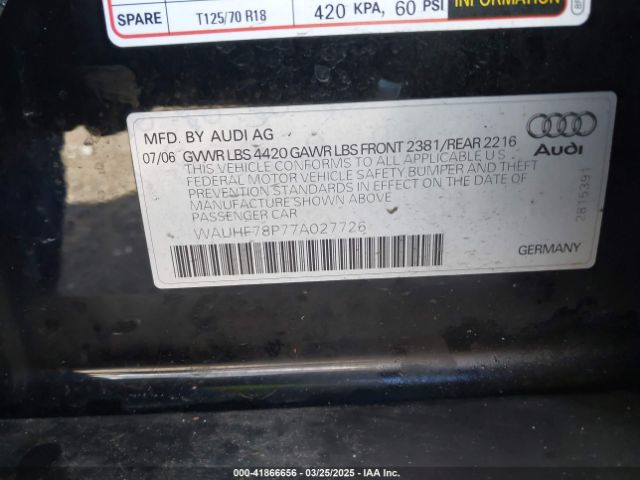 SPARE T125/70 R18 420 KPA, 60 PSI INFORMATION
MFD. BY AUDI AG
07/06 GVWR LBS 4420 GAWR LBS FRONT 2381/REAR 2216
THIS VEHICLE CONFORMS TO ALL APPLICABLE U S
FEDERAL MOTOR VEHICLE SAFETY BUMPER AND THEFT
PREVENTION STANDARDS IN EFFECT ON THE DATE OF
MANUFACTURE SHOWN ABOVE
PASSENGER CAR
WAUHF78P77A027726
Audi
2815391
GERMANY
000-41866656 — 03/25/2025 — IAA Inc.